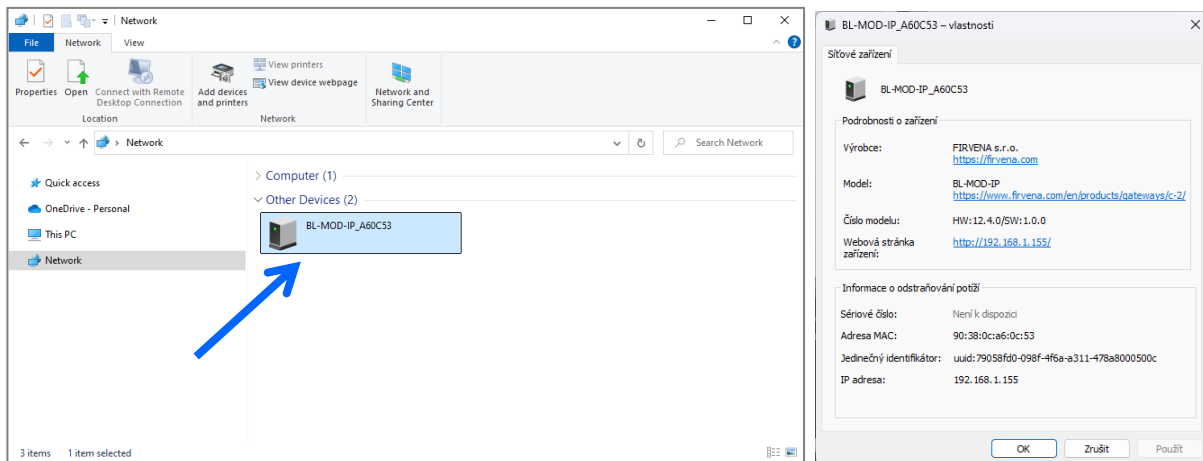 Network
File
Network
View
Properties
Open
Connect with Remote
Desktop Connection
Add devices
and printers
View printers
View device webpage
Network and
Sharing Center
Location
Network
Network
Search Network
Quick access
OneDrive - Personal
This PC
Network
Computer (1)
Other Devices (2)
BL-MOD-IP_A60C53
3 items
1 item selected
BL-MOD-IP_A60C53 – vlastnosti
Síťové zařízení
BL-MOD-IP_A60C53
Podrobnosti o zařízení
Výrobce:
FIRVENA s.r.o.
https://firvena.com
Model:
BL-MOD-IP
https://www.firvena.com/en/products/gateways/c-2/
Číslo modelu:
HW:12.4.0/SW:1.0.0
Webová stránka
zařízení:
http://192.168.1.155/
Informace o odstraňování potíží
Sériové číslo:
Není k dispozici
Adresa MAC:
90:38:0c:a6:0c:53
Jedinečný identifikátor:
uuid:79058fd0-098f-4f6a-a311-478a8000500c
IP adresa:
192.168.1.155
OK
Zrušit
Použít